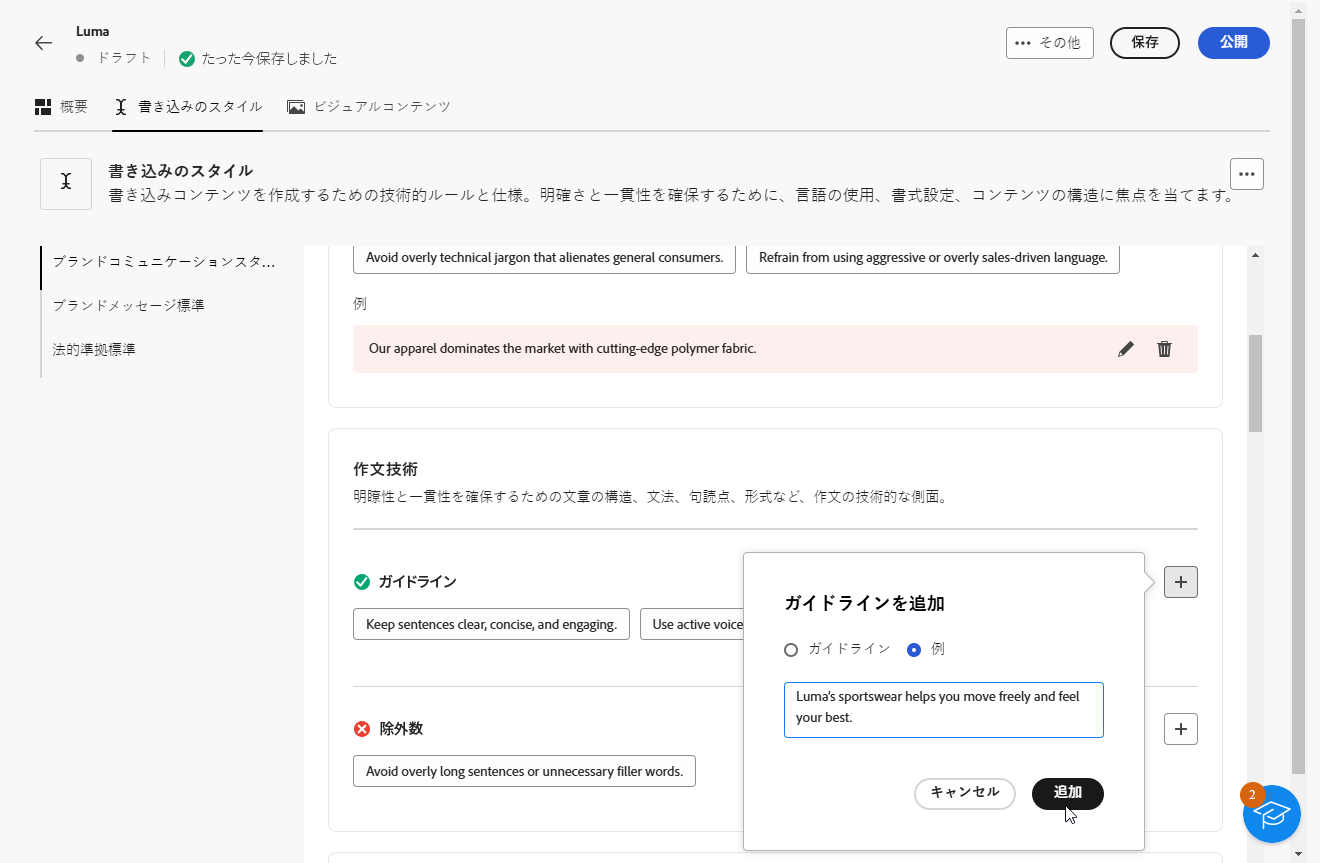 Luma
ドラフト
たった今保存しました
••• その他
保存
公開
概要
書き込みのスタイル
ビジュアルコンテンツ
書き込みのスタイル
書き込みコンテンツを作成するための技術的ルールと仕様。明確さと一貫性を確保するために、言語の使用、書式設定、コンテンツの構造に焦点を当てます。
ブランドコミュニケーションスタ...
ブランドメッセージ標準
法的準拠標準
Avoid overly technical jargon that alienates general consumers.
Refrain from using aggressive or overly sales-driven language.
例
Our apparel dominates the market with cutting-edge polymer fabric.
作文技術
明瞭性と一貫性を確保するための文章の構造、文法、句読点、形式など、作文の技術的な側面。
ガイドライン
Keep sentences clear, concise, and engaging.
Use active voice
除外数
Avoid overly long sentences or unnecessary filler words.
ガイドラインを追加
ガイドライン
例
Luma's sportswear helps you move freely and feel
your best.
キャンセル
追加
2